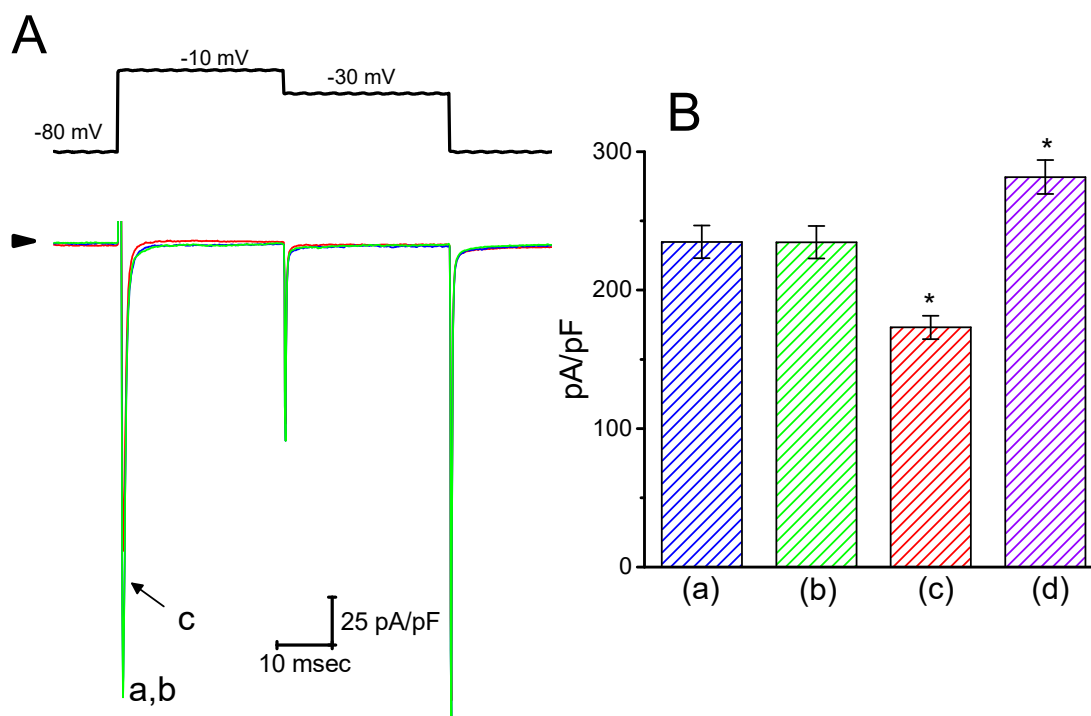 A
-10 mV
-30 mV
-80 mV
c
25 pA/pF
10 msec
a,b
B
*
*
300
200
100
0
pA/pF
(a)
(b)
(c)
(d)